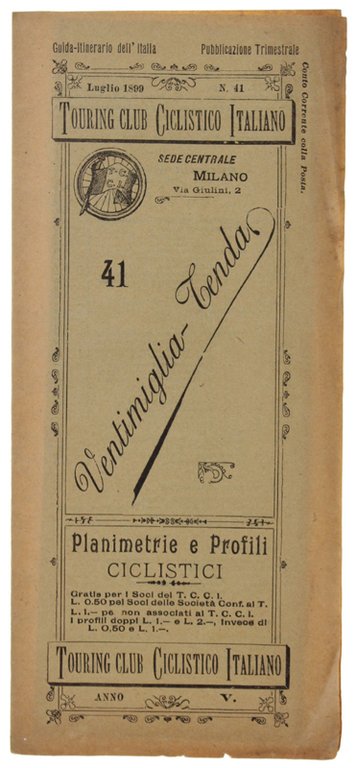 Guida-Itinerario dell' Italia Pubblicazione Trimestrale
Conto Corrente colla Posta.
Luglio 1899 N. 41
TOURING CLUB CICLISTICO ITALIANO
SEDE CENTRALE
MILANO
Via Giulini, 2
41
Ventimiglia-Tenda
Planimetrie e Profili
CICLISTICI
Gratis per i Soci del T. C. C. I.
L. 0.50 pei Soci delle Società Conf. al T.
L. 1.— pe non associati al T. C. C. I.
I profili doppi L. 1.— e L. 2.—, invece di
L. 0,50 e L. 1.—.
TOURING CLUB CICLISTICO ITALIANO
ANNO V.